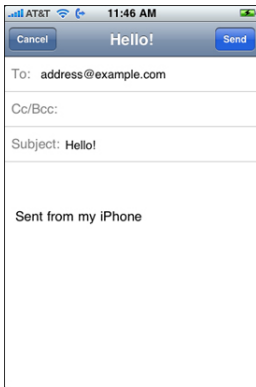 AT&T 11:46 AM
Cancel Hello! Send
To: address@example.com
Cc/Bcc:
Subject: Hello!
Sent from my iPhone